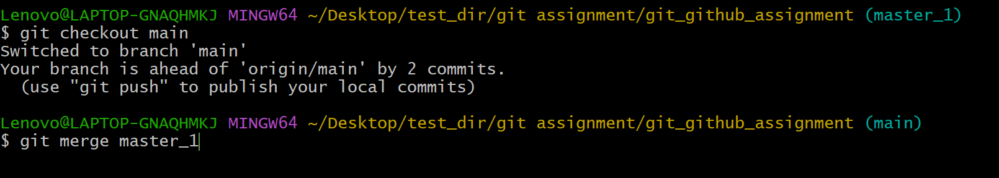 Lenovo@LAPTOP-GNAQHMKJ MINGW64 ~/Desktop/test_dir/git assignment/git_github_assignment (master_1)
$ git checkout main
Switched to branch 'main'
Your branch is ahead of 'origin/main' by 2 commits.
  (use "git push" to publish your local commits)

Lenovo@LAPTOP-GNAQHMKJ MINGW64 ~/Desktop/test_dir/git assignment/git_github_assignment (main)
$ git merge master_1